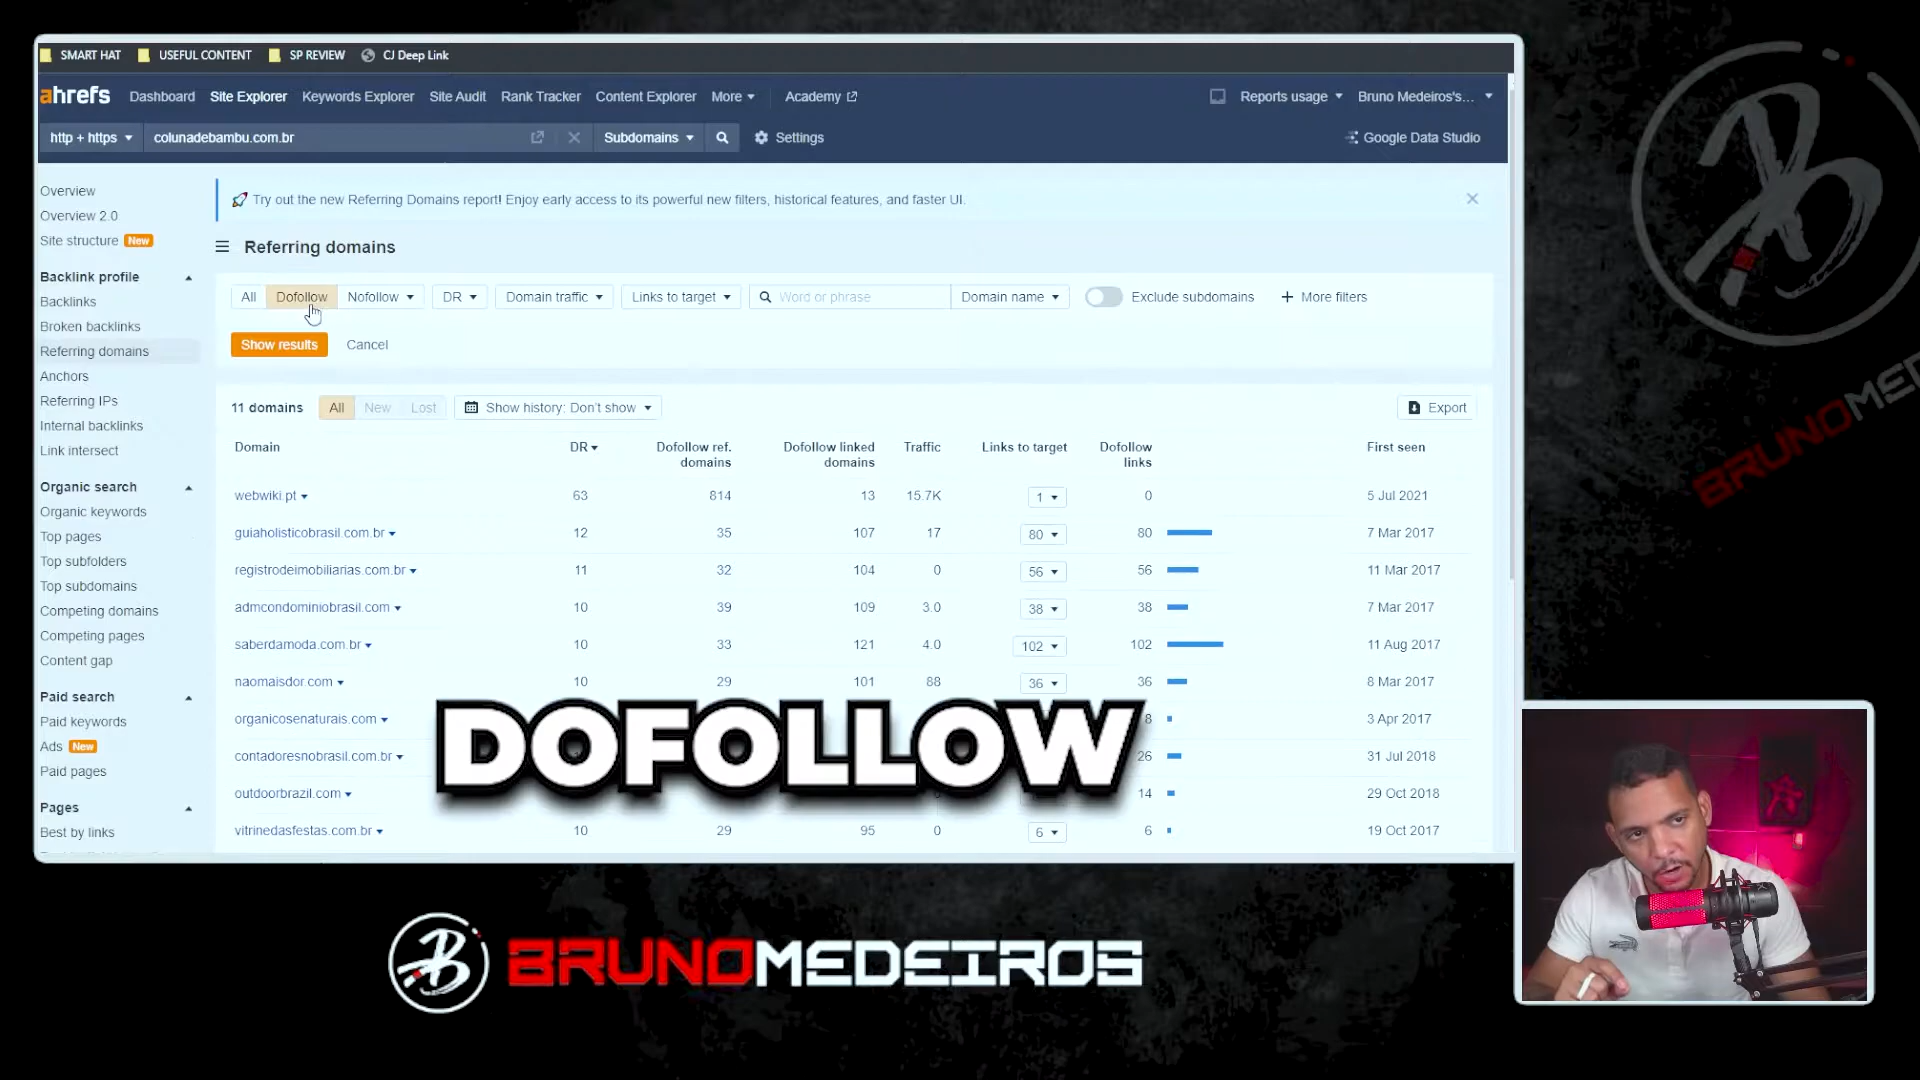 SMART HAT USEFUL CONTENT SP REVIEW CJ Deep Link
ahrefs Dashboard Site Explorer Keywords Explorer Site Audit Rank Tracker Content Explorer More Academy Reports usage Bruno Medeiros's...
http + https colunadebambu.com.br Subdomains Settings Google Data Studio
Overview
Overview 2.0
Site structure New
Backlink profile
Backlinks
Broken backlinks
Referring domains
Anchors
Referring IPs
Internal backlinks
Link intersect
Organic search
Organic keywords
Top pages
Top subfolders
Top subdomains
Competing domains
Competing pages
Content gap
Paid search
Paid keywords
Ads New
Paid pages
Pages
Best by links
Try out the new Referring Domains report! Enjoy early access to its powerful new filters, historical features, and faster UI.
Referring domains
All Dofollow Nofollow DR Domain traffic Links to target Word or phrase Domain name Exclude subdomains + More filters
Show results Cancel
11 domains All New Lost Show history: Don't show Export
Domain DR Dofollow ref. domains Dofollow linked domains Traffic Links to target Dofollow links First seen
webwiki.pt 63 814 13 15.7K 1 0 5 Jul 2021
guiaholisticobrasil.com.br 12 35 107 17 80 80 7 Mar 2017
registrodeimobiliarias.com.br 11 32 104 0 56 56 11 Mar 2017
admcondominiobrasil.com 10 39 109 3.0 38 38 7 Mar 2017
saberdamoda.com.br 10 33 121 4.0 102 102 11 Aug 2017
naomaisdor.com 10 29 101 88 36 36 8 Mar 2017
organicosenaturais.com 8 3 Apr 2017
contadoresnobrasil.com.br 26 31 Jul 2018
outdoorbrazil.com 14 29 Oct 2018
vitrinedasfestas.com.br 10 29 95 0 6 6 19 Oct 2017
DOFOLLOW
BRUNOMEDEIROS